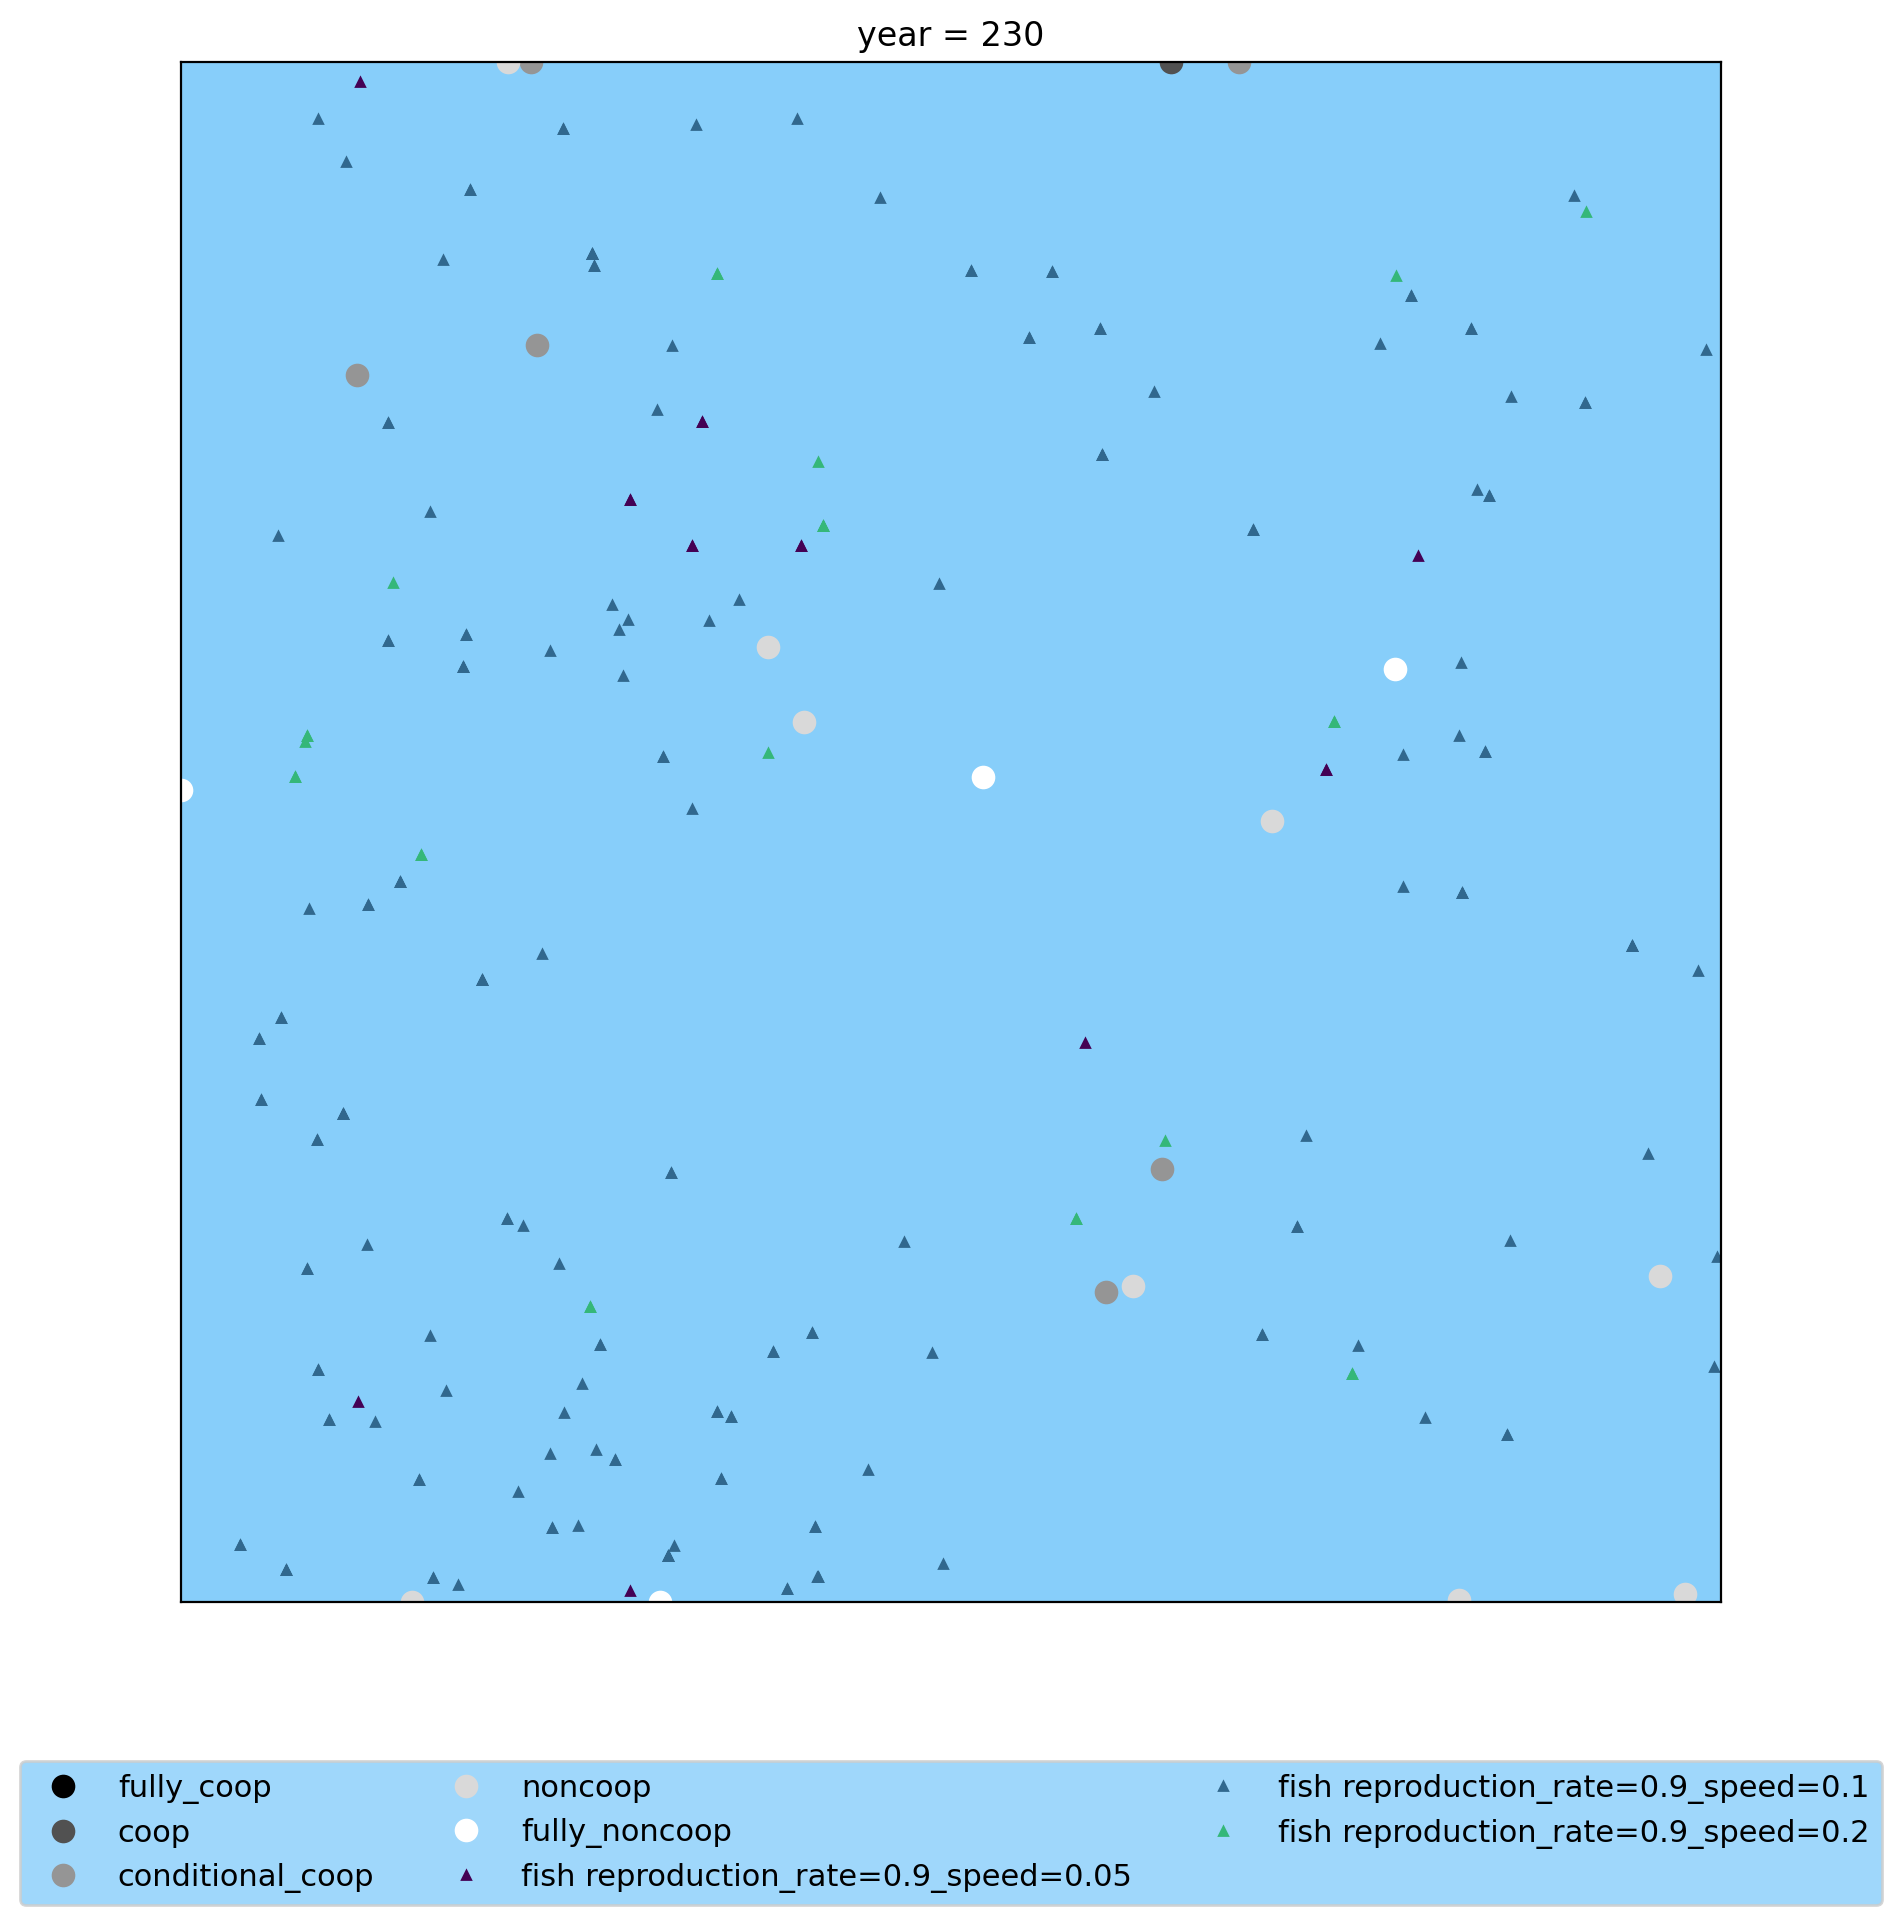 year = 230
fully_coop
coop
conditional_coop
noncoop
fully_noncoop
fish reproduction_rate=0.9_speed=0.05
fish reproduction_rate=0.9_speed=0.1
fish reproduction_rate=0.9_speed=0.2